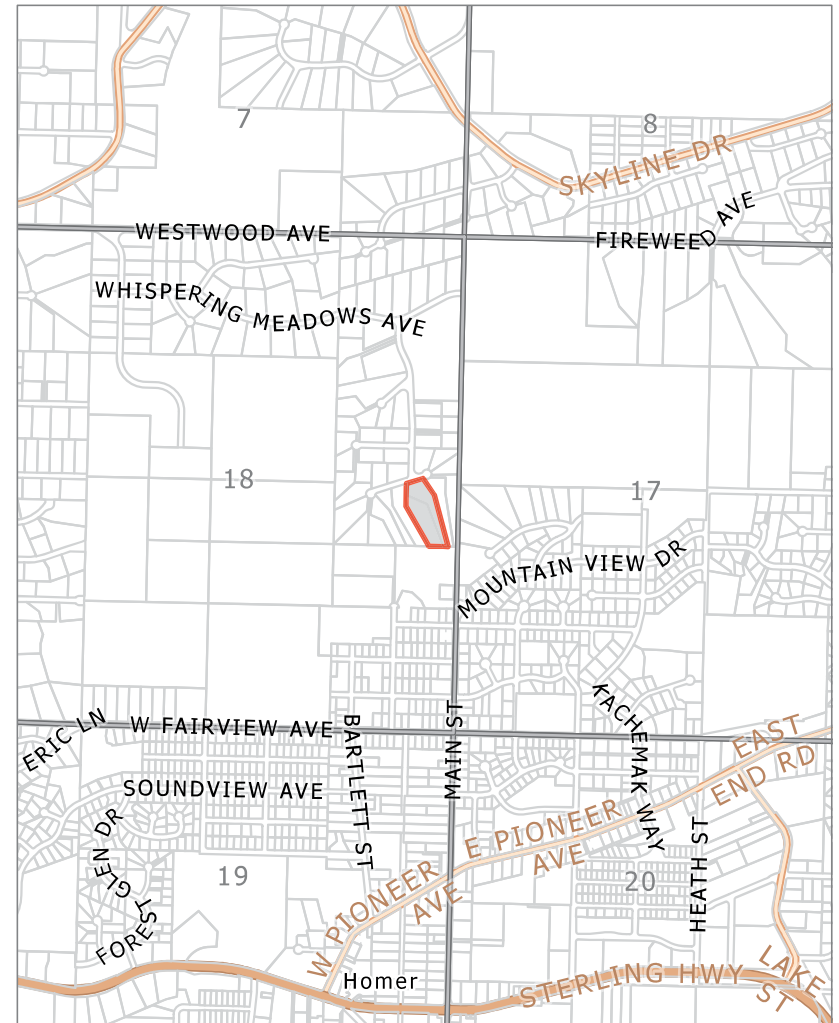 7
8
SKYLINE DR
WESTWOOD AVE
FIREWEED AVE
WHISPERING MEADOWS AVE
18
17
MOUNTAIN VIEW DR
ERIC LN
W FAIRVIEW AVE
BARTLETT ST
MAIN ST
KACHEMAK WAY
EAST
END RD
SOUNDVIEW AVE
FOREST GLEN DR
E PIONEER
AVE
HEATH ST
19
20
W PIONEER
AVE
Homer
STERLING HWY
LAKE
ST